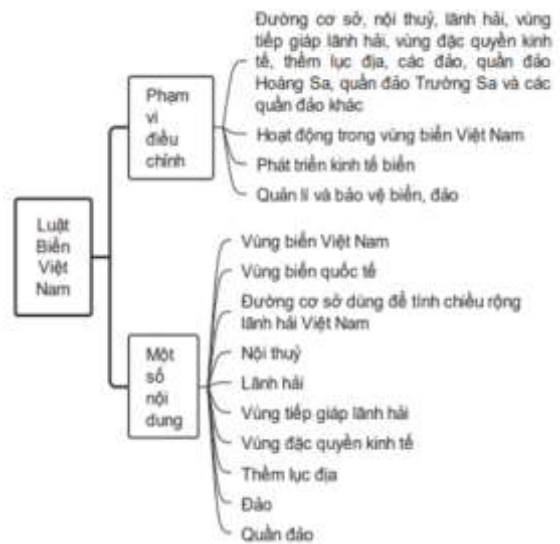 Luật
Biển
Việt
Nam
Phạm
vi
điều
chỉnh
Đường cơ sở, nội thuỷ, lãnh hải, vùng
tiếp giáp lãnh hải, vùng đặc quyền kinh
tế, thềm lục địa, các đảo, quần đảo
Hoàng Sa, quần đảo Trường Sa và các
quần đảo khác
Hoạt động trong vùng biển Việt Nam
Phát triển kinh tế biển
Quản lí và bảo vệ biển, đảo
Một
số
nội
dung
Vùng biển Việt Nam
Vùng biển quốc tế
Đường cơ sở dùng để tính chiều rộng
lãnh hải Việt Nam
Nội thuỷ
Lãnh hải
Vùng tiếp giáp lãnh hải
Vùng đặc quyền kinh tế
Thềm lục địa
Đảo
Quần đảo